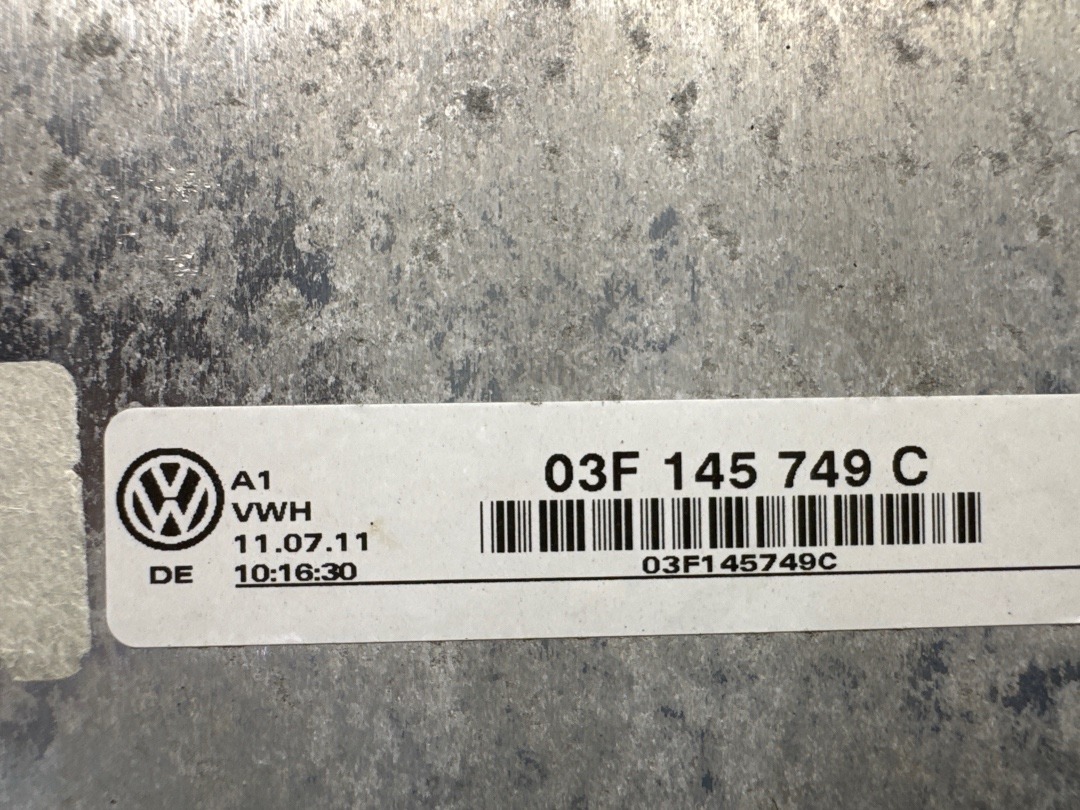 A1
VWH
11.07.11
DE 10:16:30
03F 145 749 C
03F145749C